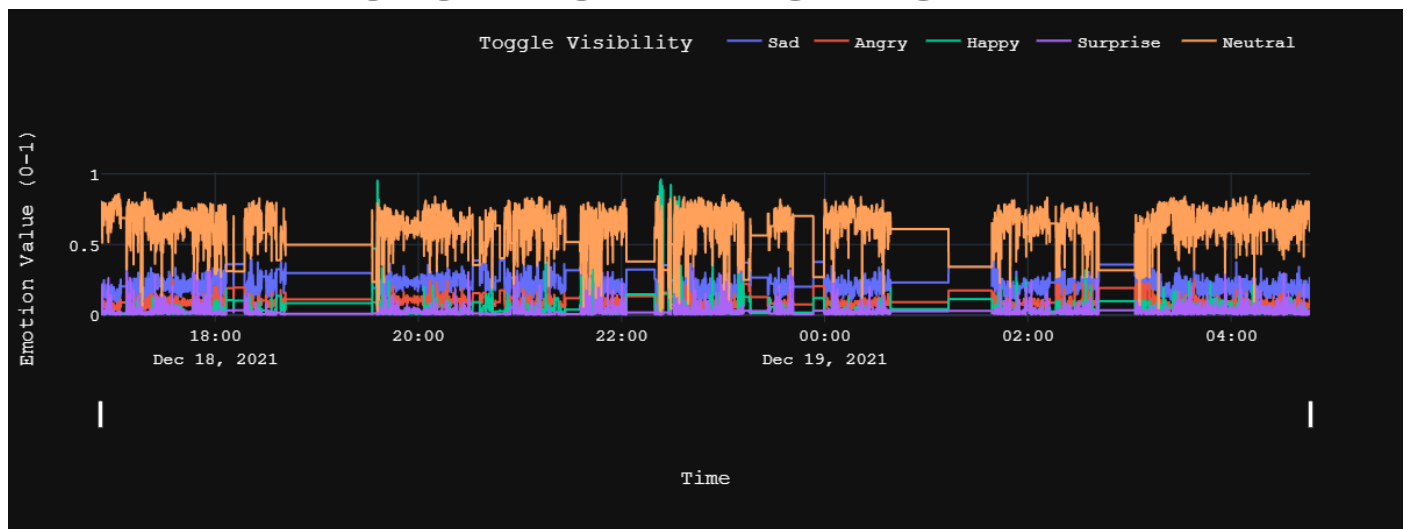 Toggle Visibility Sad Angry Happy Surprise Neutral
Emotion Value (0-1)
1
0.5
0
18:00 20:00 22:00 00:00 02:00 04:00
Dec 18, 2021 Dec 19, 2021
Time